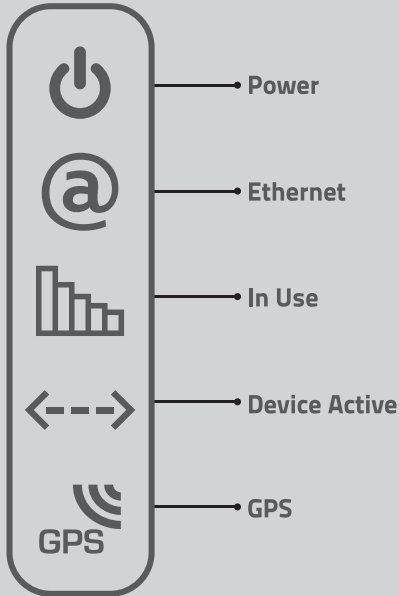 Power
@
Ethernet
In Use
Device Active
GPS
GPS